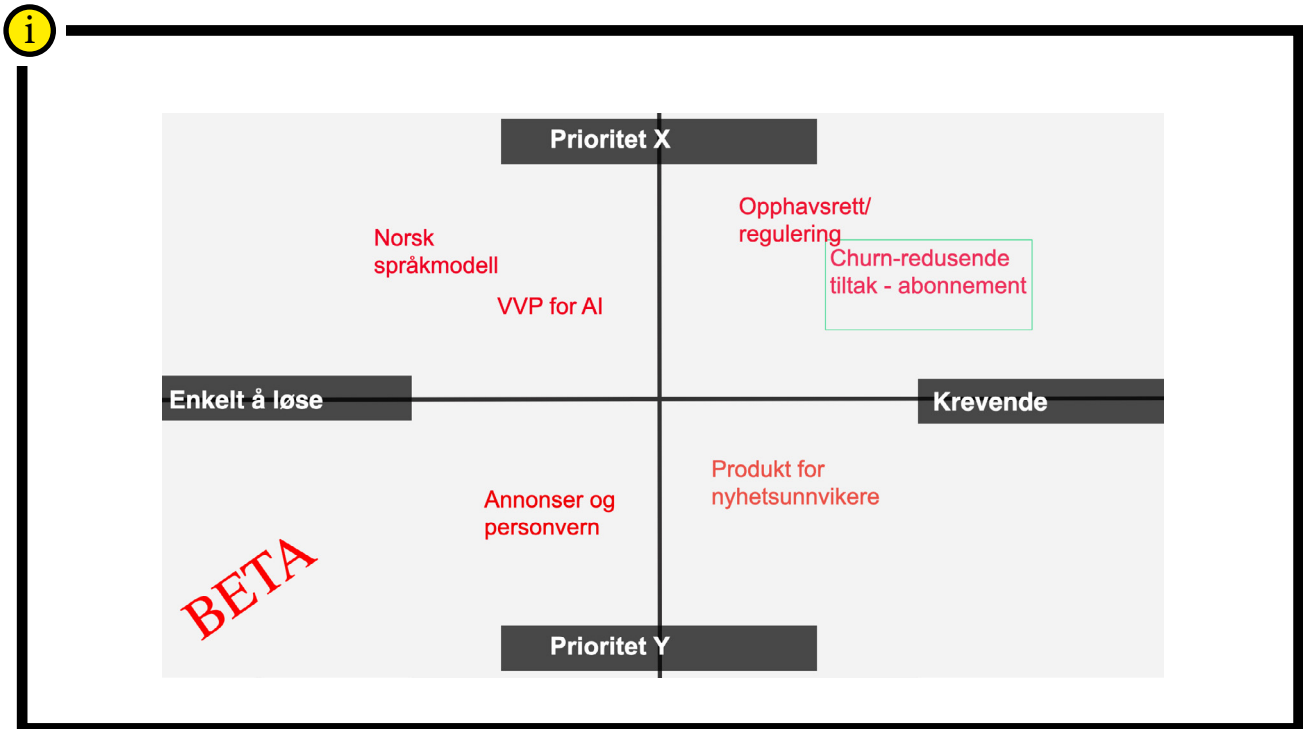 i
Prioritet X
Opphavsrett/
regulering
Norsk
språkmodell
Churn-redusende
tiltak - abonnement
VVP for AI
Enkelt å løse
Krevende
Produkt for
nyhetsunnvikere
Annonser og
personvern
BETA
Prioritet Y